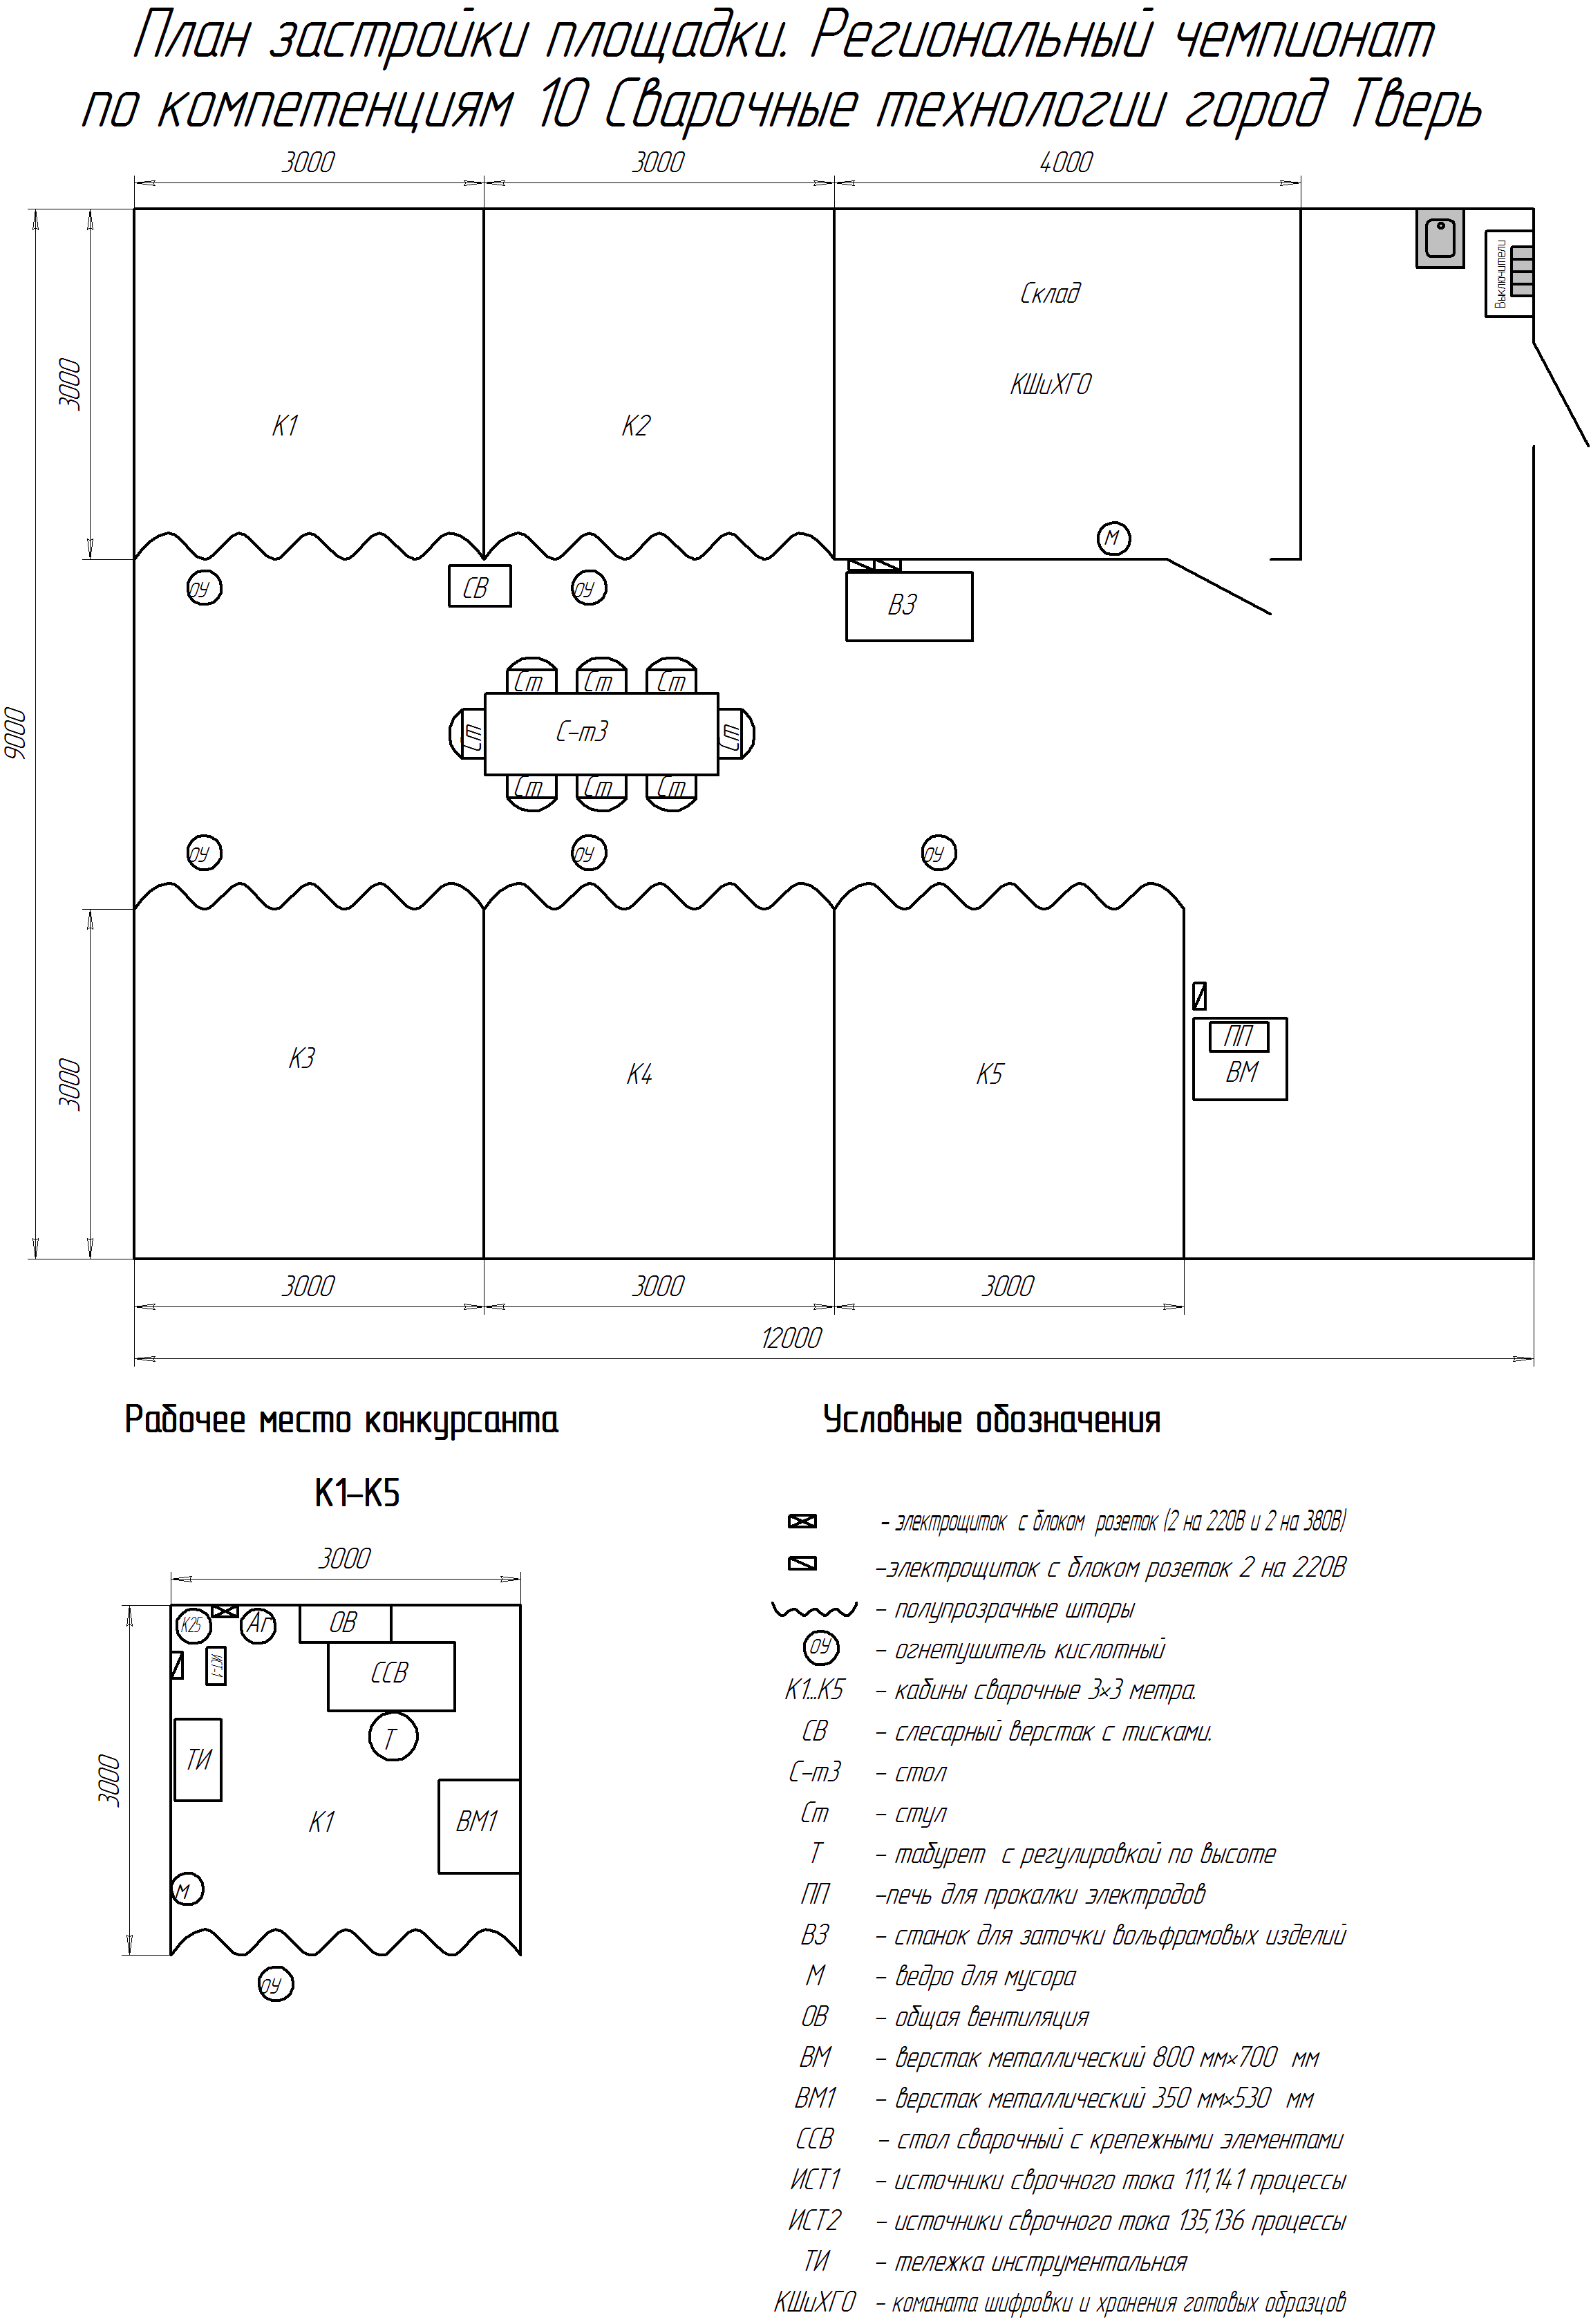 План застройки площадки. Региональный чемпионат
по компетенциям 10 Сварочные технологии город Тверь
3000
3000
4000
Выключители
Склад
3000
КШиХГО
К1
К2
М
ОУ
СВ
ОУ
ВЗ
Ст
Ст
Ст
9000
Ст
С-т3
Ст
Ст
Ст
Ст
ОУ
ОУ
ОУ
3000
К3
К4
К5
ПП
ВМ
3000
3000
3000
12000
Рабочее место конкурсанта
К1-К5
3000
К25
Аг
ОВ
ИСТ-1
ССВ
Т
ТИ
3000
К1
ВМ1
М
ОУ
Условные обозначения
- электрощиток с блоком розеток (2 на 220В и 2 на 380В)
-электрощиток с блоком розеток 2 на 220В
- полупрозрачные шторы
ОУ - огнетушитель кислотный
К1...К5 - кабины сварочные 3×3 метра.
СВ - слесарный верстак с тисками.
С-т3 - стол
Ст - стул
Т - табурет с регулировкой по высоте
ПП -печь для прокалки электродов
ВЗ - станок для заточки вольфрамовых изделий
М - ведро для мусора
ОВ - общая вентиляция
ВМ - верстак металлический 800 мм×700 мм
ВМ1 - верстак металлический 350 мм×530 мм
ССВ - стол сварочный с крепежными элементами
ИСТ1 - источники сврочного тока 111,141 процессы
ИСТ2 - источники сврочного тока 135,136 процессы
ТИ - тележка инструментальная
КШиХГО - команата шифровки и хранения готовых образцов